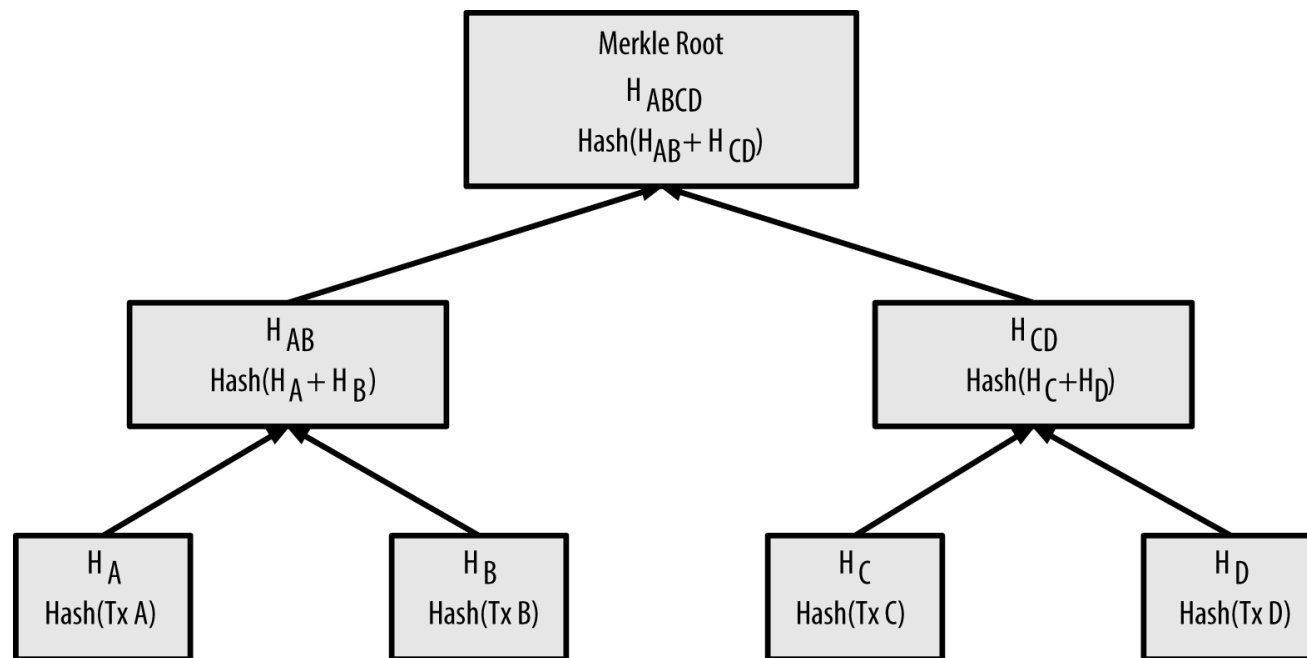 Merkle Root
H ABCD
Hash(H AB + H CD)
H AB
Hash(H A + H B)
H CD
Hash(H C+H D)
H A
Hash(Tx A)
H B
Hash(Tx B)
H C
Hash(Tx C)
H D
Hash(Tx D)